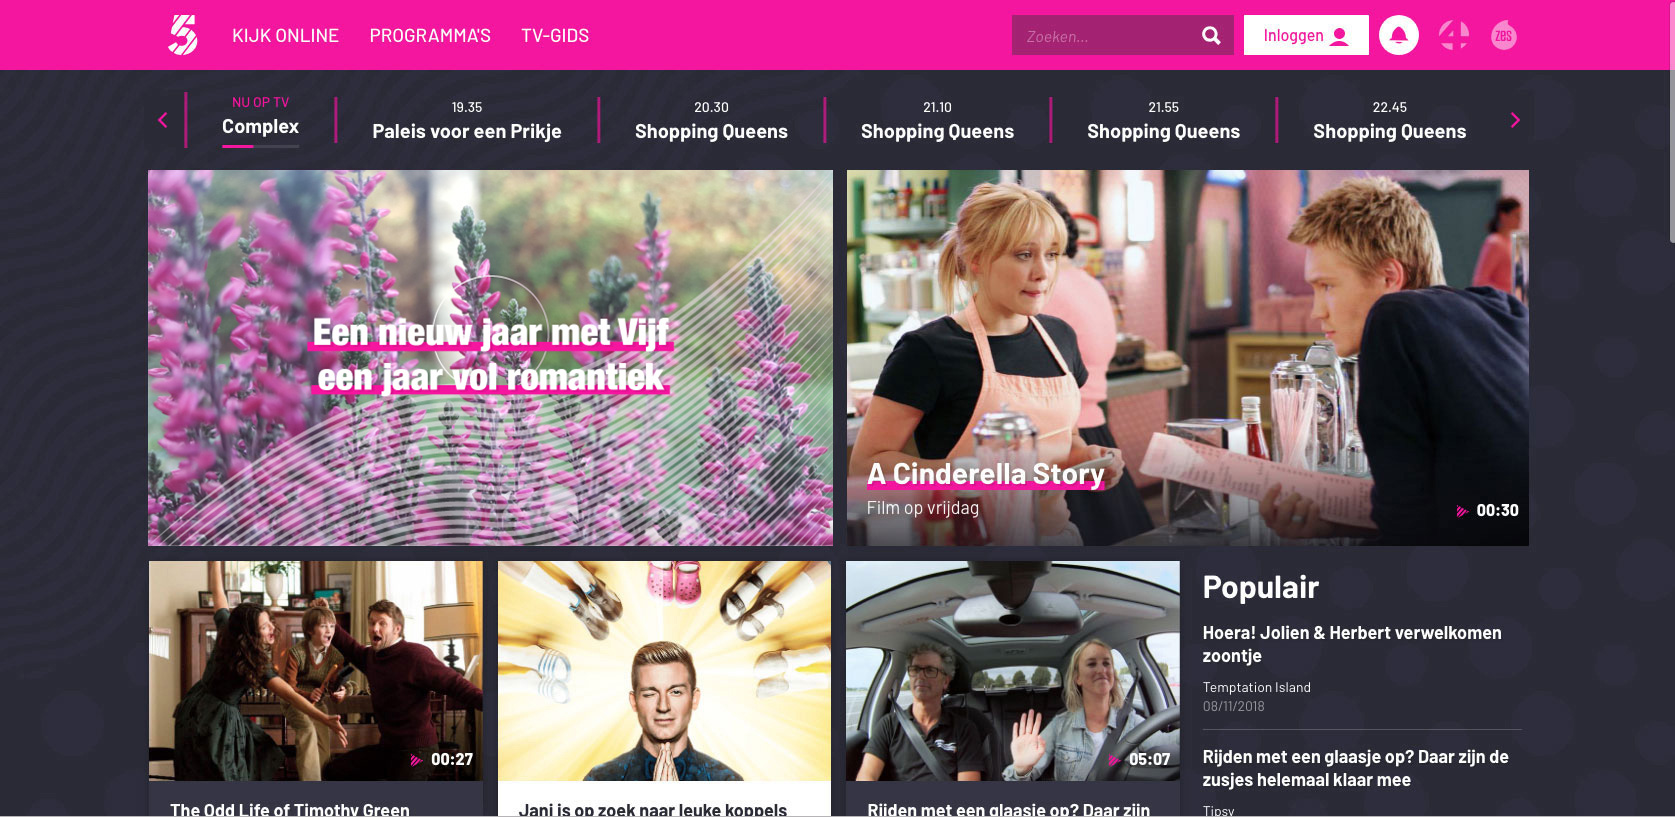 5
KIJK ONLINE
PROGRAMMA'S
TV-GIDS
Zoeken...
Inloggen
4
ZES
NU OP TV
Complex
19.35
Paleis voor een Prikje
20.30
Shopping Queens
21.10
Shopping Queens
21.55
Shopping Queens
22.45
Shopping Queens
Een nieuw jaar met Vijf
een jaar vol romantiek
A Cinderella Story
Film op vrijdag
00:30
00:27
The Odd Life of Timothy Green
Jani is op zoek naar leuke koppels
05:07
Rijden met een glaasje op? Daar zijn
Populair
Hoera! Jolien & Herbert verwelkomen
zoontje
Temptation Island
08/11/2018
Rijden met een glaasje op? Daar zijn de
zusjes helemaal klaar mee
Tipsy